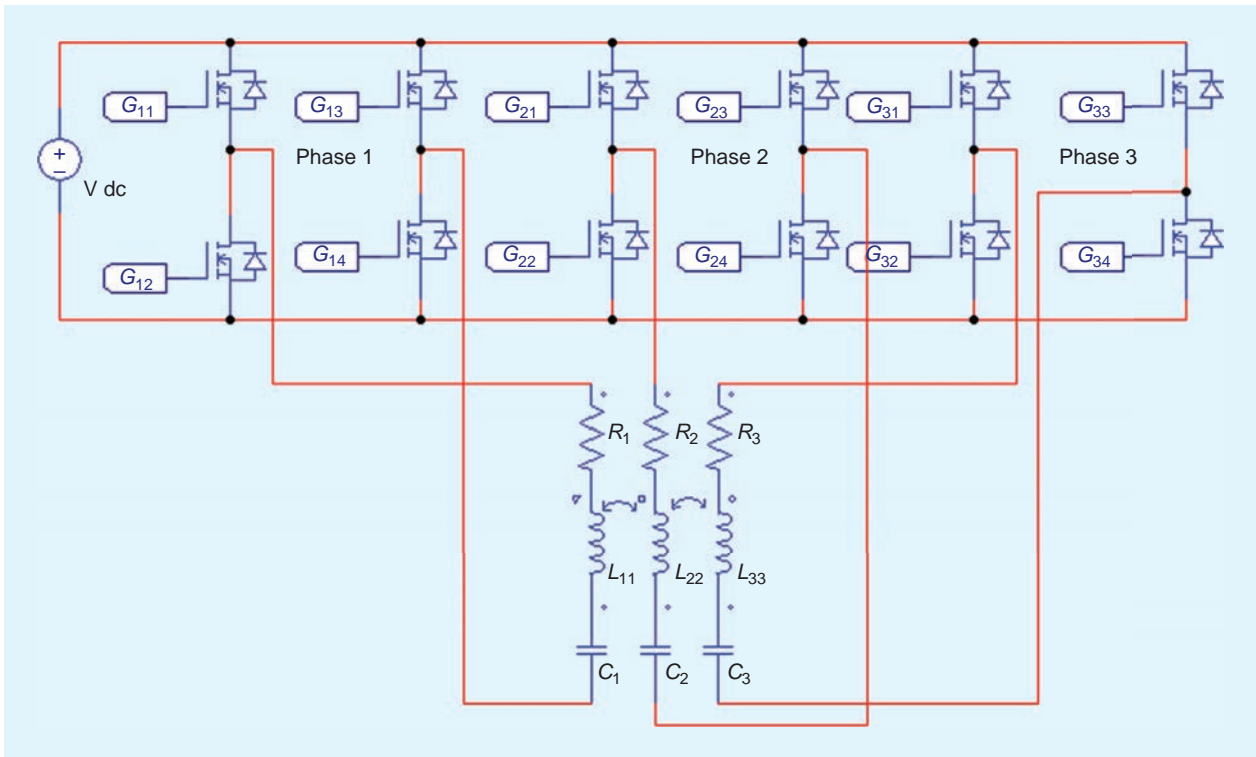 G11
G13
G21
G23
G31
G33
+
−
V dc
Phase 1
Phase 2
Phase 3
G12
G14
G22
G24
G32
G34
R1
R2
R3
L11
L22
L33
C1
C2
C3